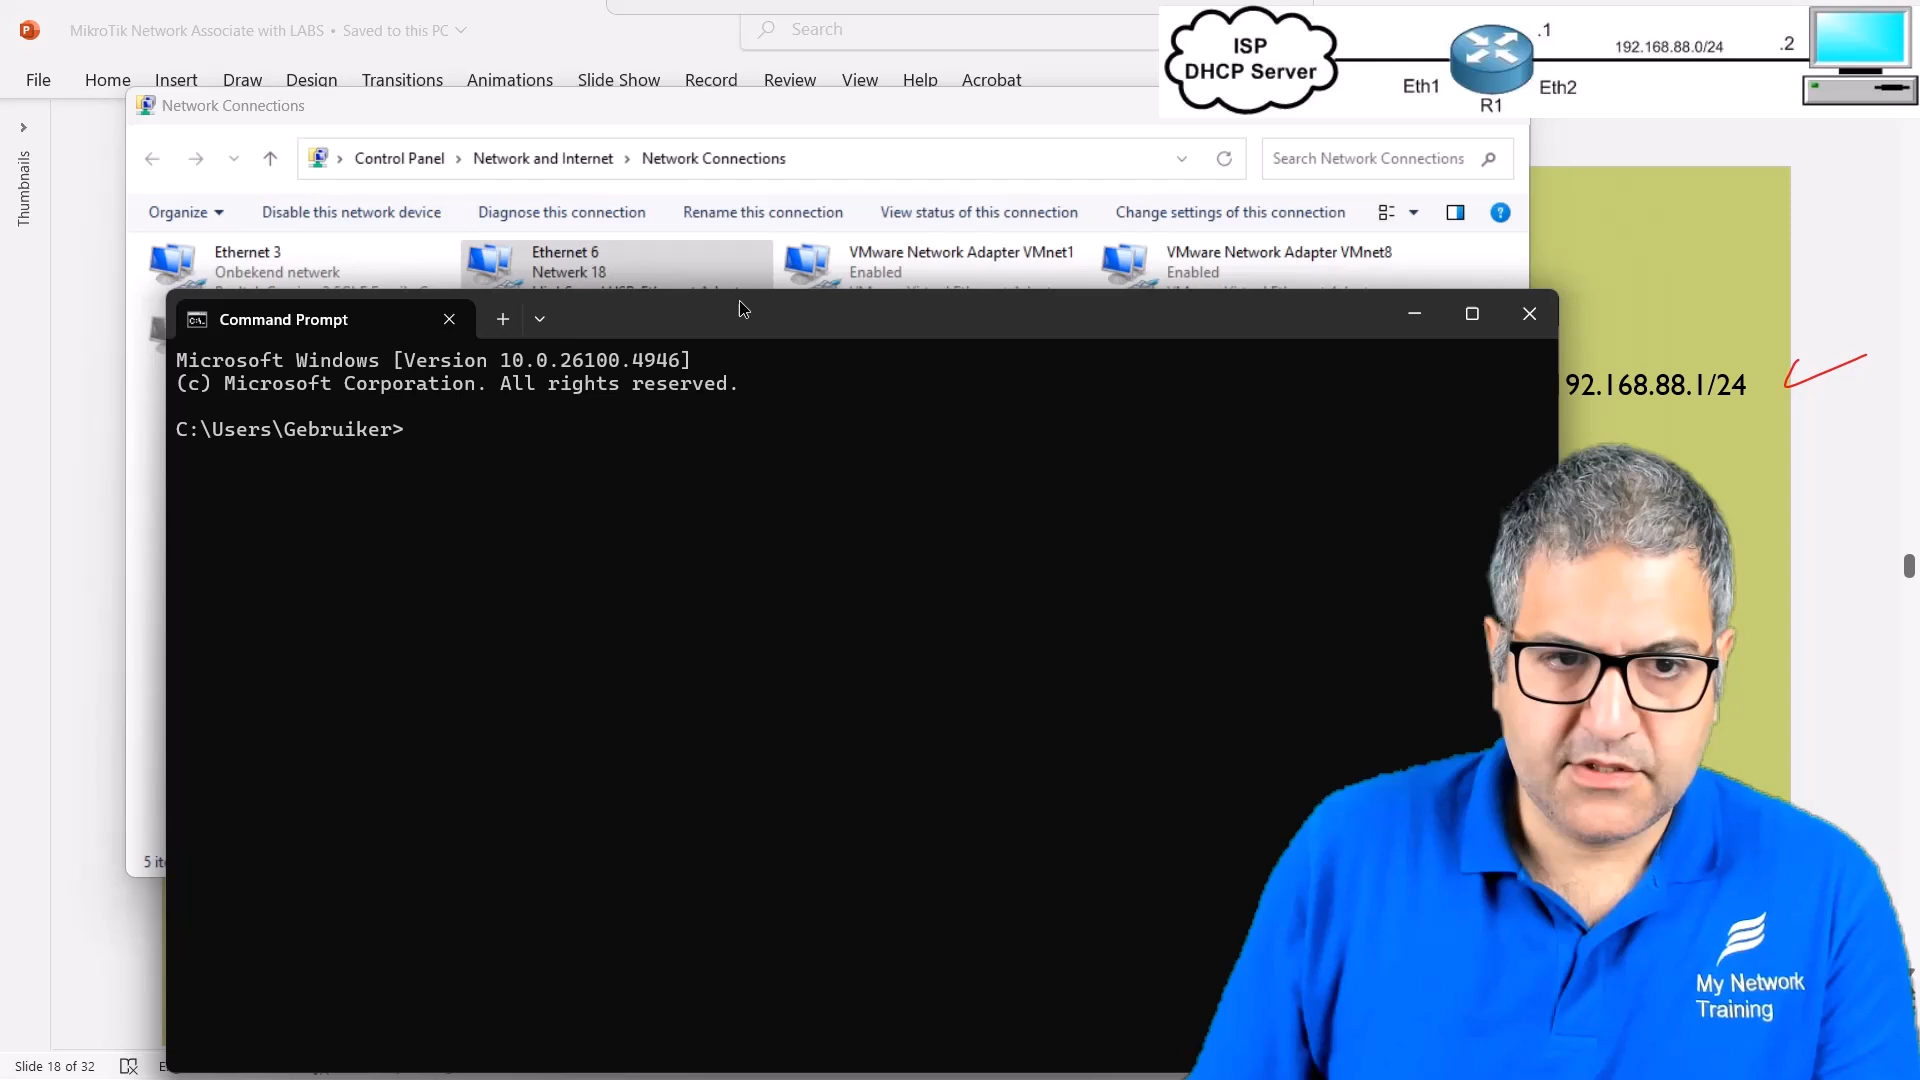 MikroTik Network Associate with LABS • Saved to this PC
Search
File Home Insert Draw Design Transitions Animations Slide Show Record Review View Help Acrobat
ISP
DHCP Server
Eth1
R1
.1
Eth2
192.168.88.0/24
.2
Thumbnails
Network Connections
Control Panel > Network and Internet > Network Connections
Search Network Connections
Organize Disable this network device Diagnose this connection Rename this connection View status of this connection Change settings of this connection
Ethernet 3
Onbekend netwerk
Ethernet 6
Netwerk 18
VMware Network Adapter VMnet1
Enabled
VMware Network Adapter VMnet8
Enabled
Command Prompt
Microsoft Windows [Version 10.0.26100.4946]
(c) Microsoft Corporation. All rights reserved.
C:\Users\Gebruiker>
92.168.88.1/24
My Network
Training
Slide 18 of 32